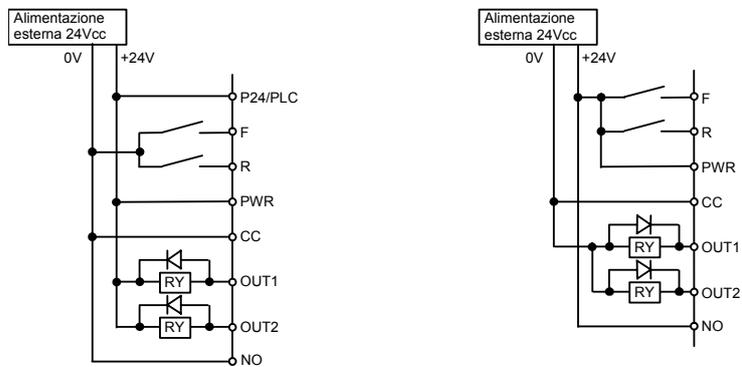 Alimentazione
esterna 24Vcc
0V
+24V
P24/PLC
F
R
PWR
CC
RY
OUT1
RY
OUT2
NO
Alimentazione
esterna 24Vcc
0V
+24V
F
R
PWR
CC
RY
OUT1
RY
OUT2
NO